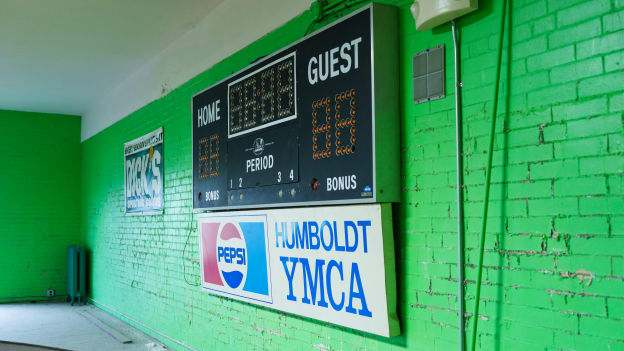 HOME
GUEST
PERIOD
1 2 3 4
BONUS
BONUS
DICK'S
PEPSI
HUMBOLDT
YMCA